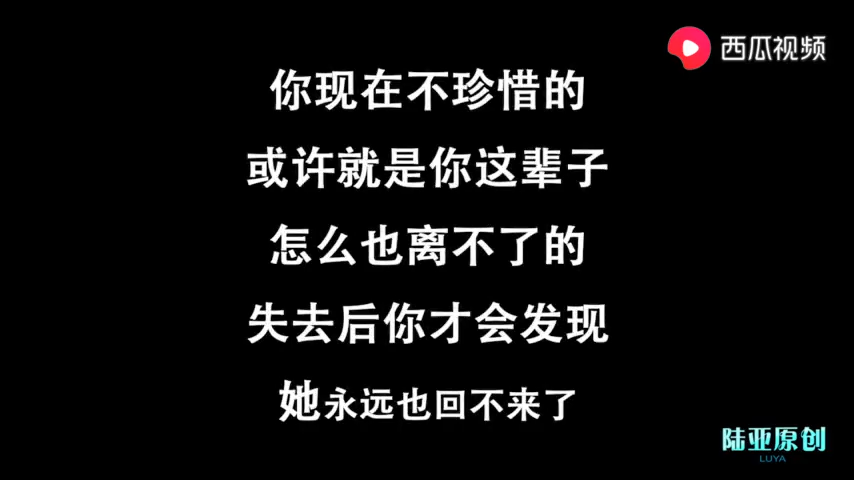 西瓜视频
你现在不珍惜的
或许就是你这辈子
怎么也离不了的
失去后你才会发现
她永远也回不来了
陆亚原创
LUYA